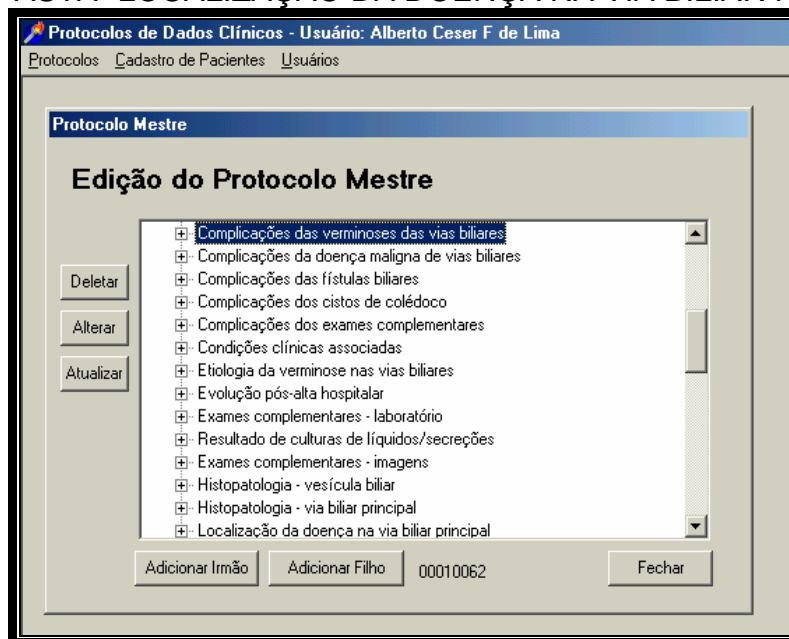 Protocolos de Dados Clínicos - Usuário: Alberto Ceser F de Lima
Protocolos Cadastro de Pacientes Usuários
Protocolo Mestre
Edição do Protocolo Mestre
Complicações das verminoses das vias biliares
Complicações da doença maligna de vias biliares
Complicações das fístulas biliares
Complicações dos cistos de colédoco
Complicações dos exames complementares
Condições clínicas associadas
Etiologia da verminose nas vias biliares
Evolução pós-alta hospitalar
Exames complementares - laboratório
Resultado de culturas de líquidos/secreções
Exames complementares - imagens
Histopatologia - vesícula biliar
Histopatologia - via biliar principal
Localização da doença na via biliar principal
Deletar
Alterar
Atualizar
Adicionar Irmão Adicionar Filho 00010062 Fechar